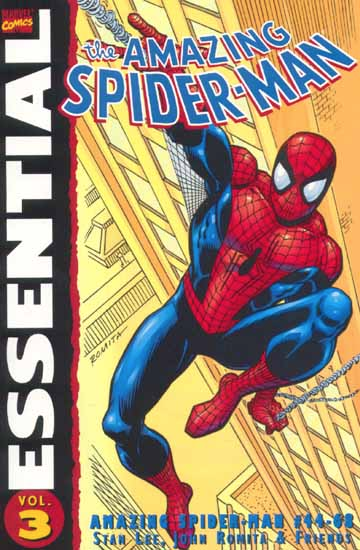 MARVEL
COMICS
ESSENTIAL
the AMAZING
SPIDER-MAN
ROMITA
VOL.
3
AMAZING SPIDER-MAN #44-68
STAN LEE, JOHN ROMITA & FRIENDS